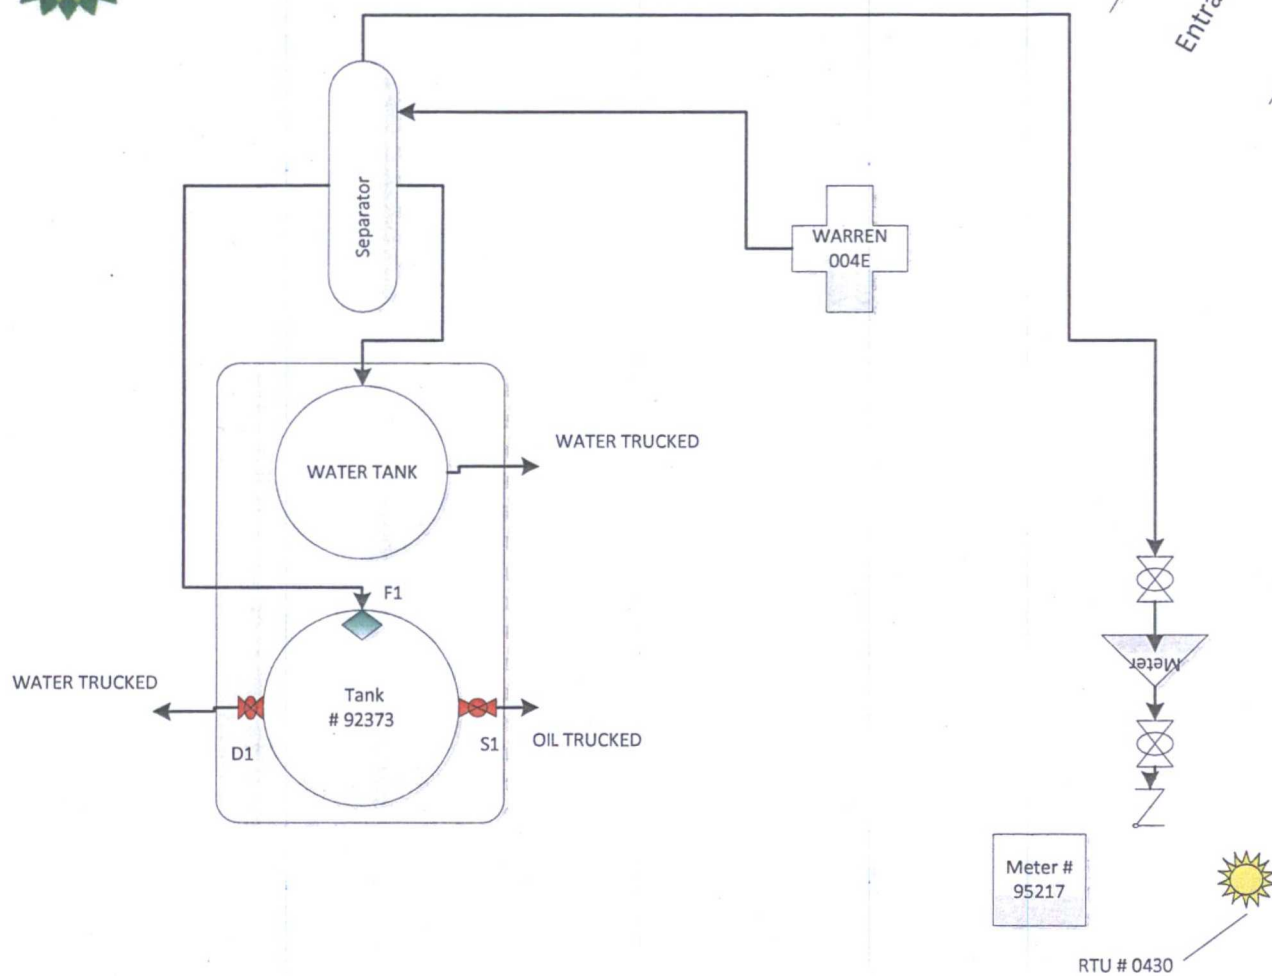 Entra
Separator
WARREN
004E
WATER TRUCKED
WATER TANK
F1
Meter
WATER TRUCKED
Tank
# 92373
D1
S1
OIL TRUCKED
Meter #
95217
RTU # 0430